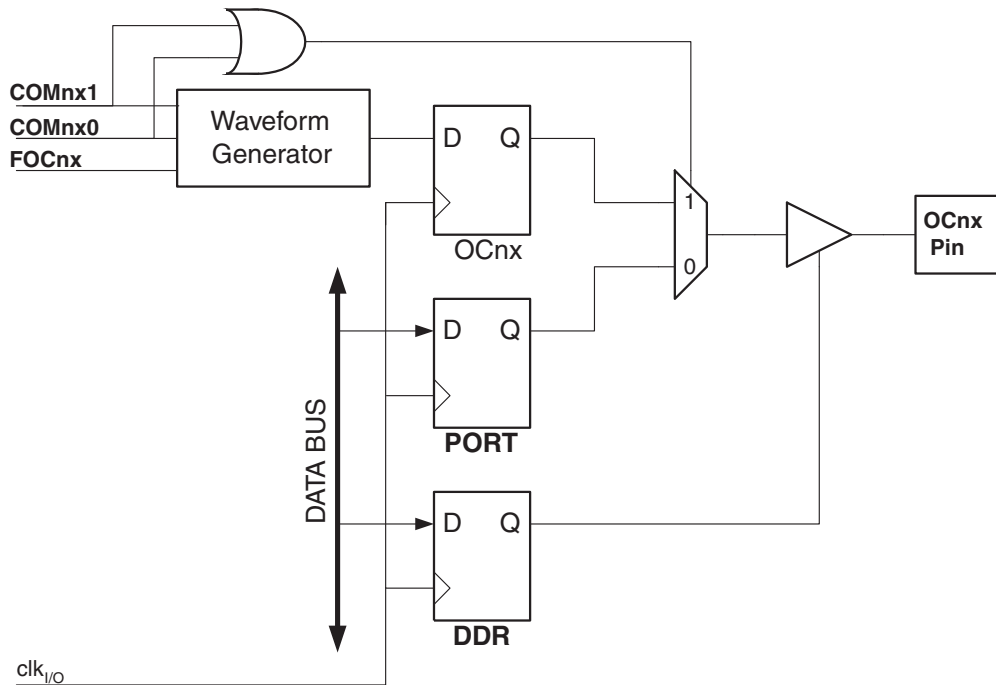 COMnx1
COMnx0
FOCnx
Waveform
Generator
D Q
OCnx
1
0
OCnx
Pin
D Q
PORT
DATA BUS
D Q
DDR
clkI/O